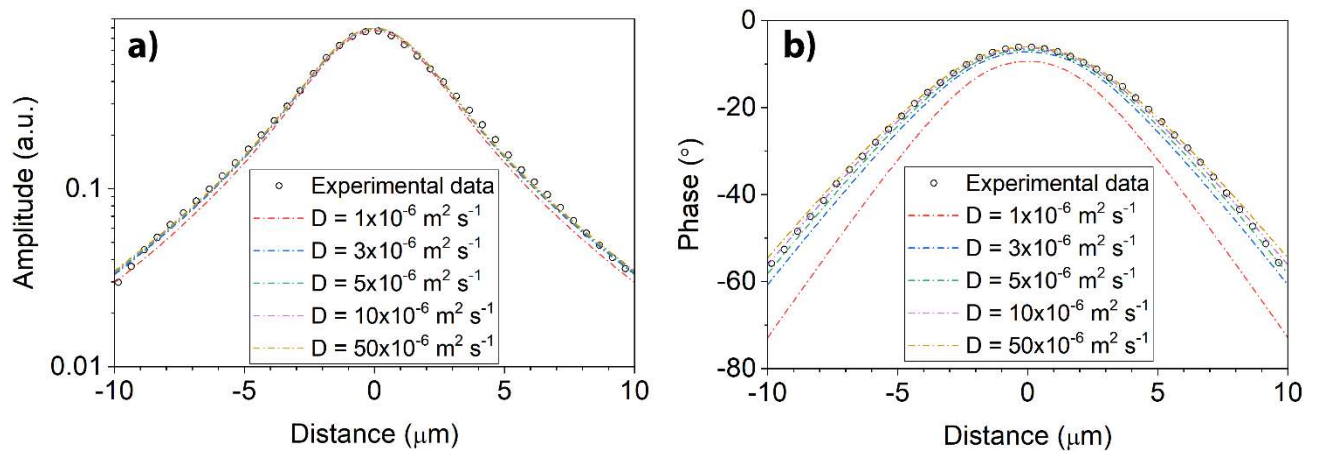 a)
Amplitude (a.u.)
0.1
0.01
Experimental data
D = 1x10⁻⁶ m² s⁻¹
D = 3x10⁻⁶ m² s⁻¹
D = 5x10⁻⁶ m² s⁻¹
D = 10x10⁻⁶ m² s⁻¹
D = 50x10⁻⁶ m² s⁻¹
-10 -5 0 5 10
Distance (μm)
b)
Phase (°)
0
-20
-40
-60
-80
Experimental data
D = 1x10⁻⁶ m² s⁻¹
D = 3x10⁻⁶ m² s⁻¹
D = 5x10⁻⁶ m² s⁻¹
D = 10x10⁻⁶ m² s⁻¹
D = 50x10⁻⁶ m² s⁻¹
-10 -5 0 5 10
Distance (μm)